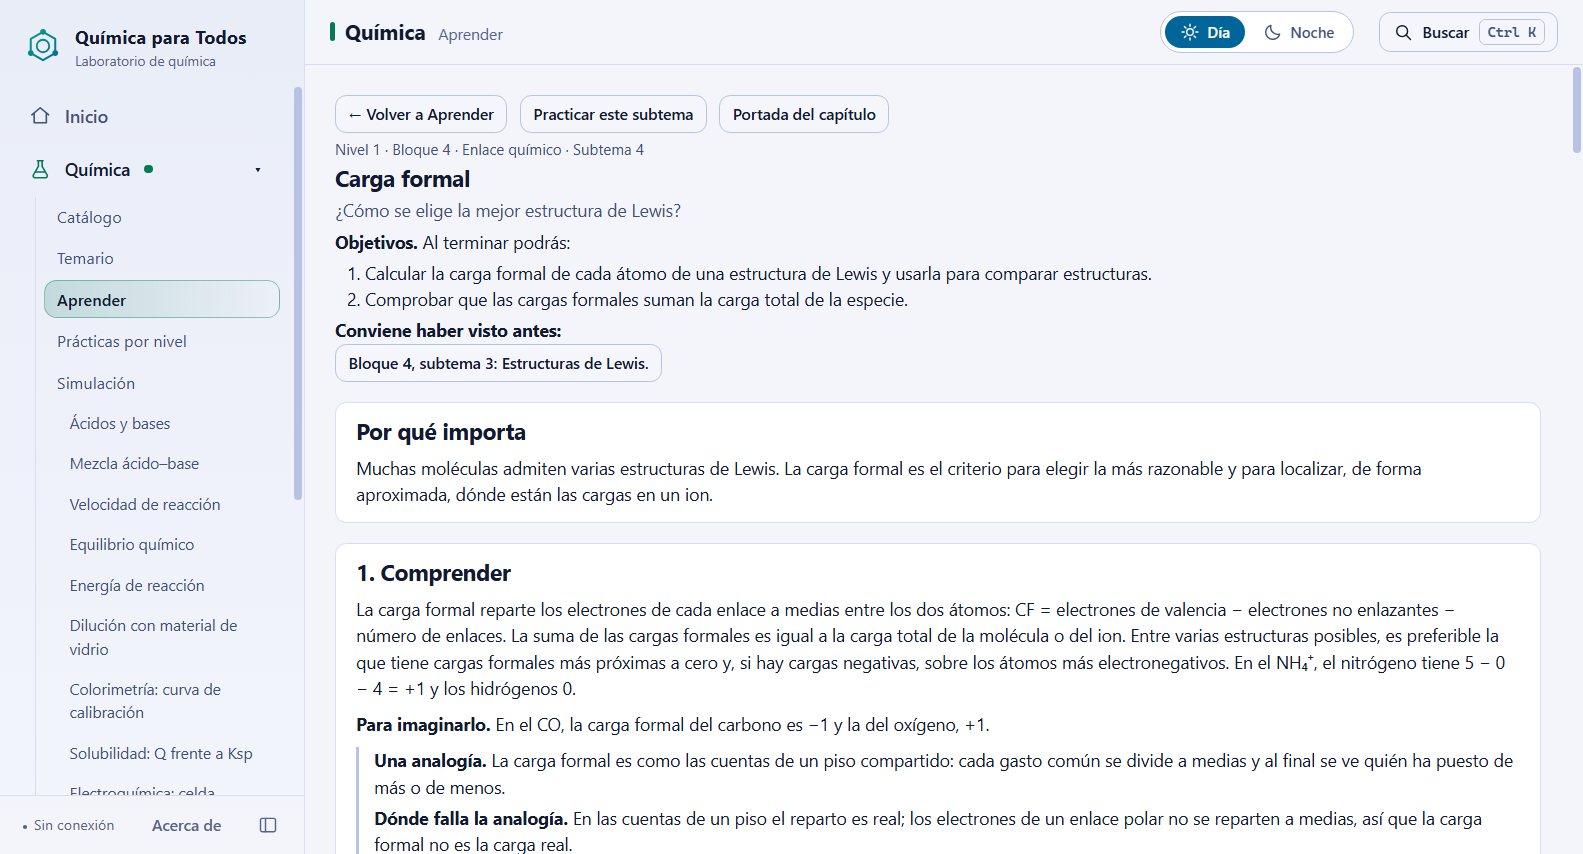 Química para Todos
Laboratorio de química
Inicio
Química
Catálogo
Temario
Aprender
Prácticas por nivel
Simulación
Ácidos y bases
Mezcla ácido–base
Velocidad de reacción
Equilibrio químico
Energía de reacción
Dilución con material de
vidrio
Colorimetría: curva de
calibración
Solubilidad: Q frente a Ksp
Electroquímica: celda
Sin conexión
Acerca de
Química Aprender
Día
Noche
Buscar Ctrl K
← Volver a Aprender
Practicar este subtema
Portada del capítulo
Nivel 1 · Bloque 4 · Enlace químico · Subtema 4
Carga formal
¿Cómo se elige la mejor estructura de Lewis?
Objetivos. Al terminar podrás:
1. Calcular la carga formal de cada átomo de una estructura de Lewis y usarla para comparar estructuras.
2. Comprobar que las cargas formales suman la carga total de la especie.
Conviene haber visto antes:
Bloque 4, subtema 3: Estructuras de Lewis.
Por qué importa
Muchas moléculas admiten varias estructuras de Lewis. La carga formal es el criterio para elegir la más razonable y para localizar, de forma
aproximada, dónde están las cargas en un ion.
1. Comprender
La carga formal reparte los electrones de cada enlace a medias entre los dos átomos: CF = electrones de valencia − electrones no enlazantes −
número de enlaces. La suma de las cargas formales es igual a la carga total de la molécula o del ion. Entre varias estructuras posibles, es preferible la
que tiene cargas formales más próximas a cero y, si hay cargas negativas, sobre los átomos más electronegativos. En el NH₄⁺, el nitrógeno tiene 5 − 0
− 4 = +1 y los hidrógenos 0.
Para imaginarlo. En el CO, la carga formal del carbono es −1 y la del oxígeno, +1.
Una analogía. La carga formal es como las cuentas de un piso compartido: cada gasto común se divide a medias y al final se ve quién ha puesto de
más o de menos.
Dónde falla la analogía. En las cuentas de un piso el reparto es real; los electrones de un enlace polar no se reparten a medias, así que la carga
formal no es la carga real.